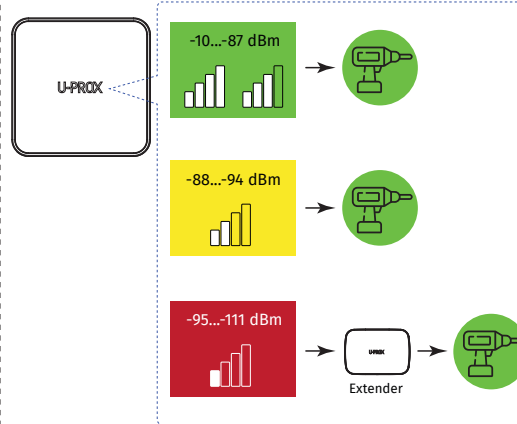 U-PROX
-10...-87 dBm
-88...-94 dBm
-95...-111 dBm
U-PROX
Extender